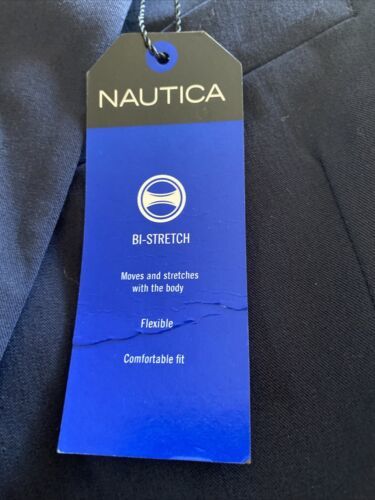 NAUTICA
BI-STRETCH
Moves and stretches
with the body
Flexible
Comfortable fit